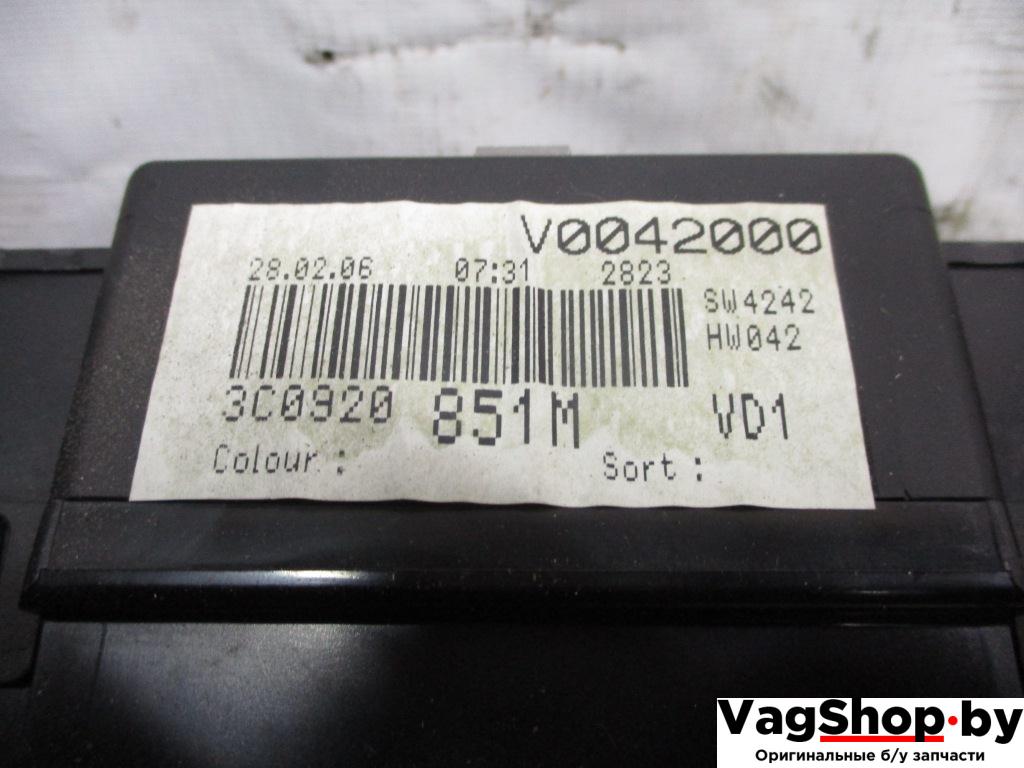 V0042000
28.02.06 07:31 2823
SW4242
HW042
3C0920 851M VD1
Colour : Sort :
VagShop.by
Оригинальные б/у запчасти